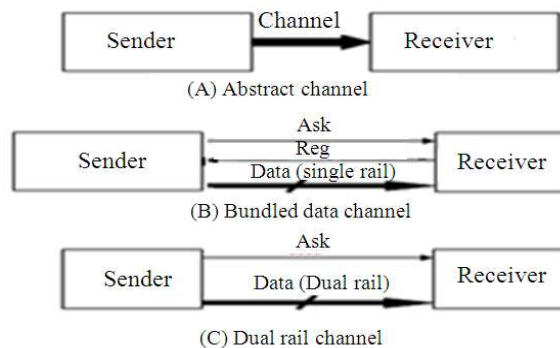 Channel
Sender
Receiver
(A) Abstract channel
Ask
Reg
Sender
Receiver
Data (single rail)
(B) Bundled data channel
Ask
Sender
Receiver
Data (Dual rail)
(C) Dual rail channel